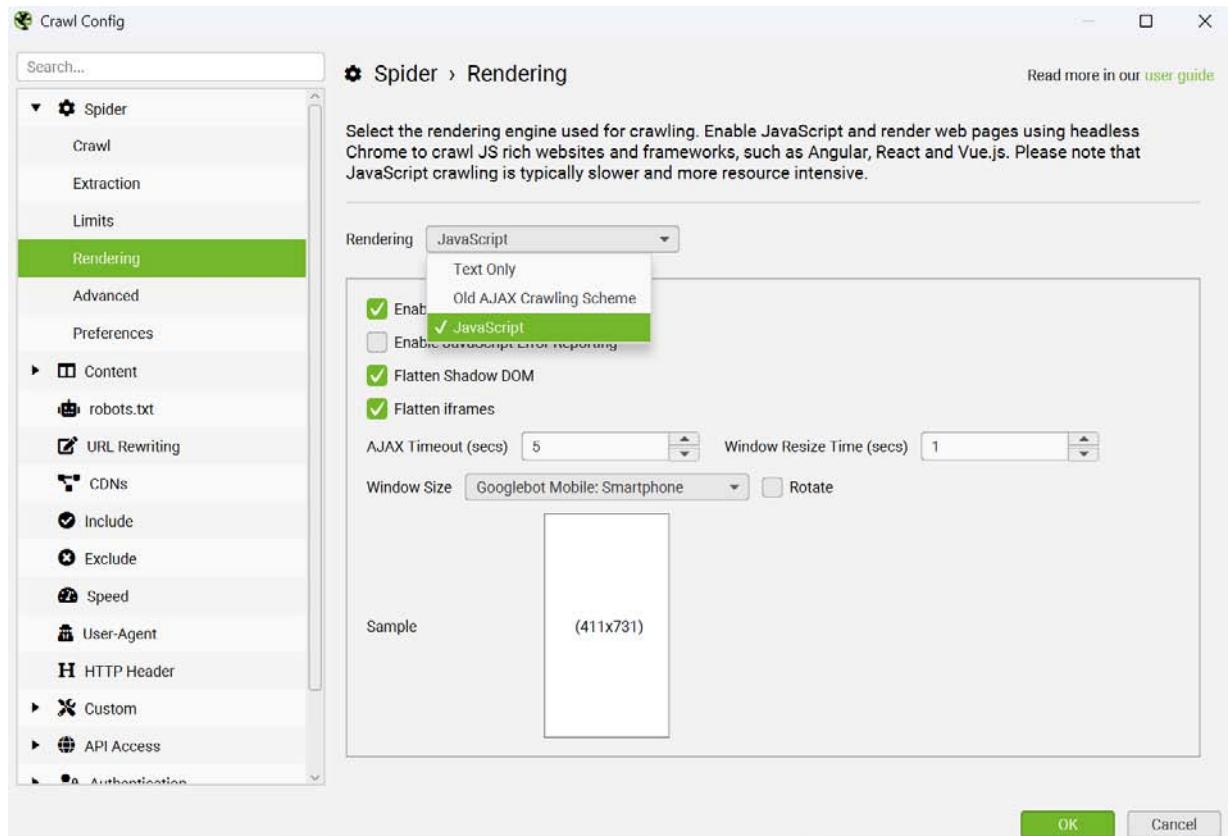 Crawl Config
Search...
Spider
Crawl
Extraction
Limits
Rendering
Advanced
Preferences
Content
robots.txt
URL Rewriting
CDNs
Include
Exclude
Speed
User-Agent
HTTP Header
Custom
API Access
Authentication
Spider › Rendering
Read more in our user guide
Select the rendering engine used for crawling. Enable JavaScript and render web pages using headless
Chrome to crawl JS rich websites and frameworks, such as Angular, React and Vue.js. Please note that
JavaScript crawling is typically slower and more resource intensive.
Rendering JavaScript
Text Only
Old AJAX Crawling Scheme
JavaScript
Enable JavaScript Error Reporting
Flatten Shadow DOM
Flatten iframes
AJAX Timeout (secs) 5 Window Resize Time (secs) 1
Window Size Googlebot Mobile: Smartphone Rotate
Sample (411x731)
OK Cancel